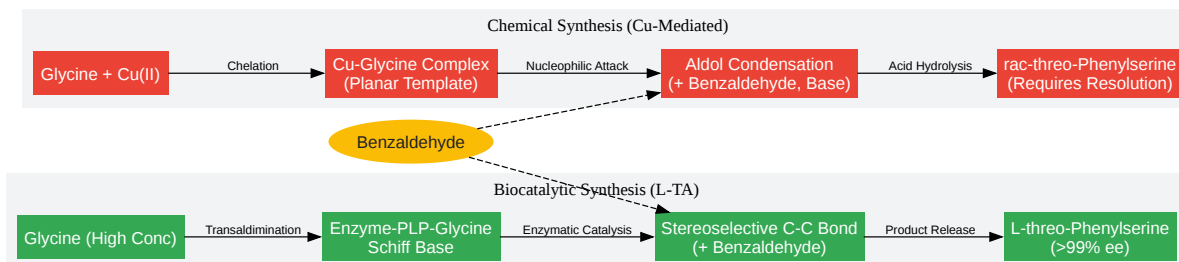 Chemical Synthesis (Cu-Mediated)
Glycine + Cu(II)
Chelation
Cu-Glycine Complex
(Planar Template)
Nucleophilic Attack
Aldol Condensation
(+ Benzaldehyde, Base)
Acid Hydrolysis
rac-threo-Phenylserine
(Requires Resolution)
Benzaldehyde
Biocatalytic Synthesis (L-TA)
Glycine (High Conc)
Transaldimination
Enzyme-PLP-Glycine
Schiff Base
Enzymatic Catalysis
Stereoselective C-C Bond
(+ Benzaldehyde)
Product Release
L-threo-Phenylserine
(>99% ee)